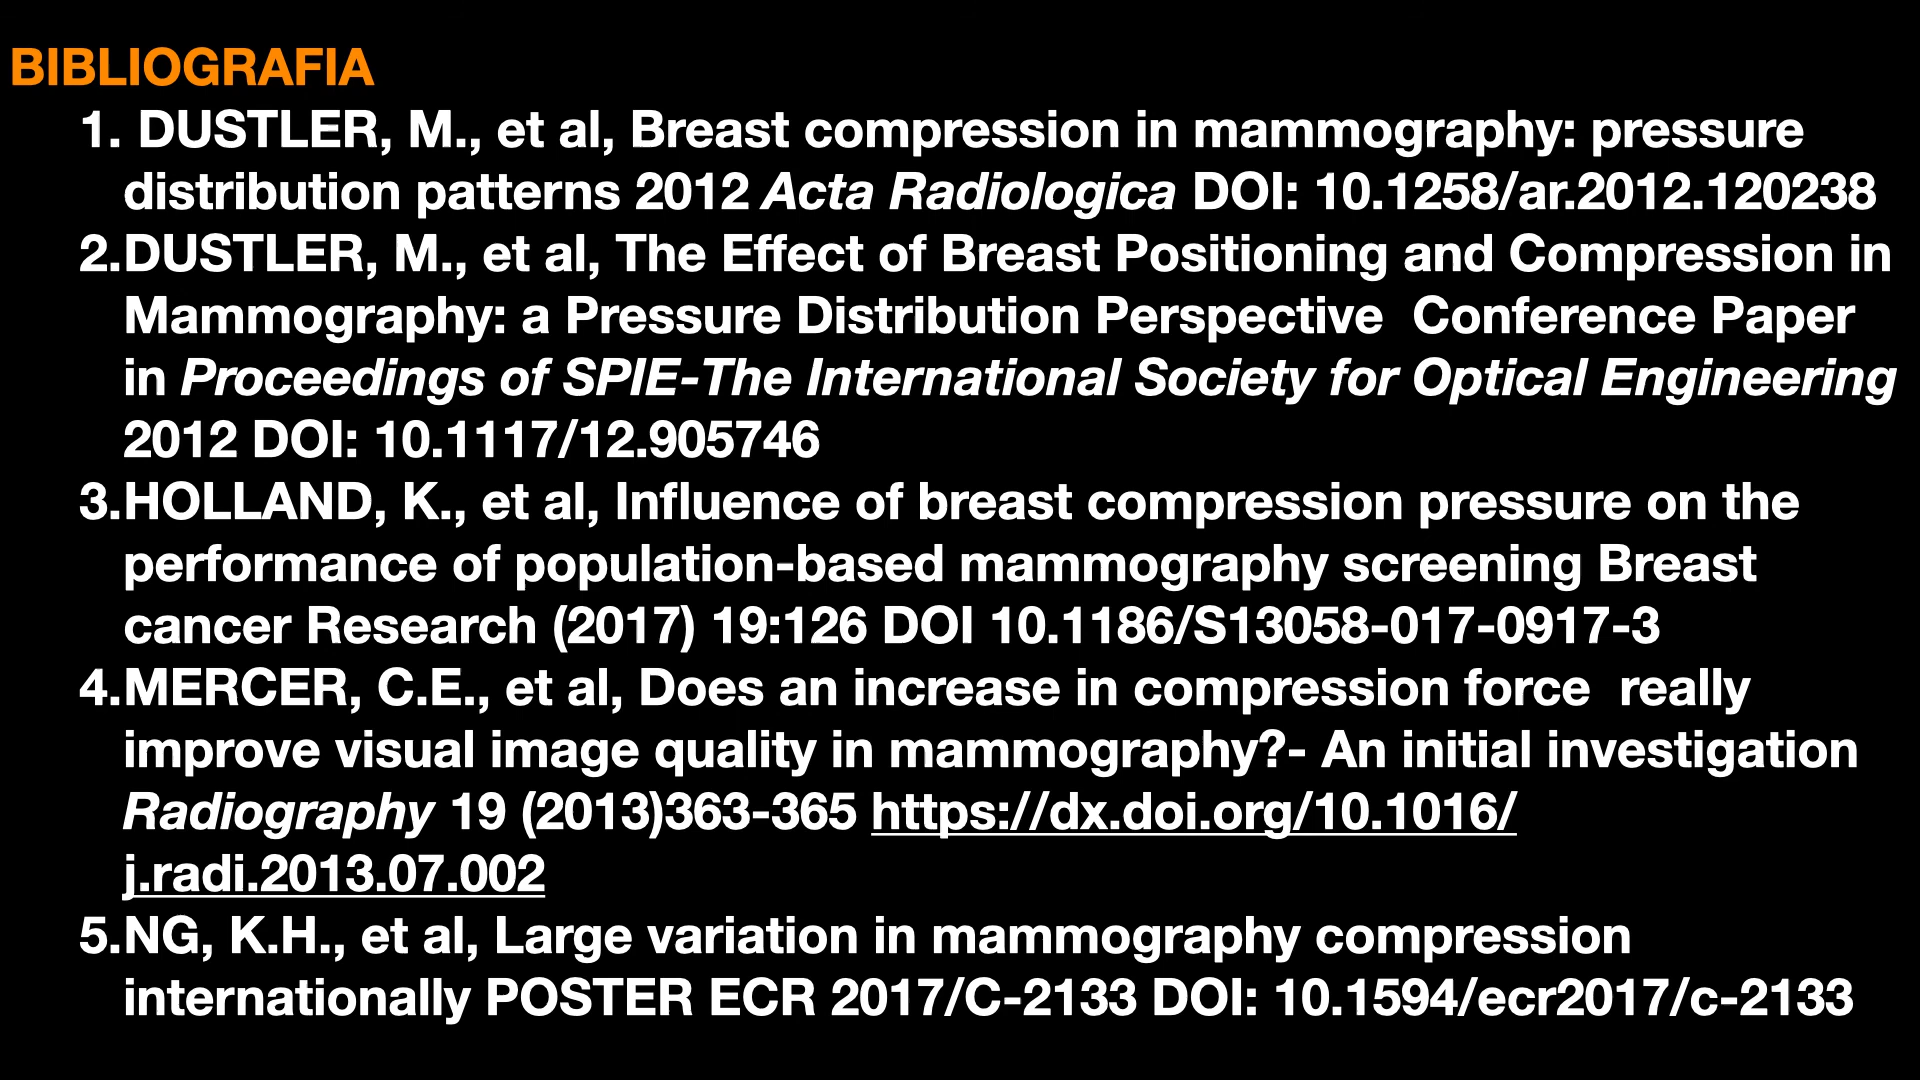 BIBLIOGRAFIA
1. DUSTLER, M., et al, Breast compression in mammography: pressure
distribution patterns 2012 Acta Radiologica DOI: 10.1258/ar.2012.120238
2.DUSTLER, M., et al, The Effect of Breast Positioning and Compression in
Mammography: a Pressure Distribution Perspective  Conference Paper
in Proceedings of SPIE-The International Society for Optical Engineering
2012 DOI: 10.1117/12.905746
3.HOLLAND, K., et al, Influence of breast compression pressure on the
performance of population-based mammography screening Breast
cancer Research (2017) 19:126 DOI 10.1186/S13058-017-0917-3
4.MERCER, C.E., et al, Does an increase in compression force  really
improve visual image quality in mammography?- An initial investigation
Radiography 19 (2013)363-365 https://dx.doi.org/10.1016/
j.radi.2013.07.002
5.NG, K.H., et al, Large variation in mammography compression
internationally POSTER ECR 2017/C-2133 DOI: 10.1594/ecr2017/c-2133